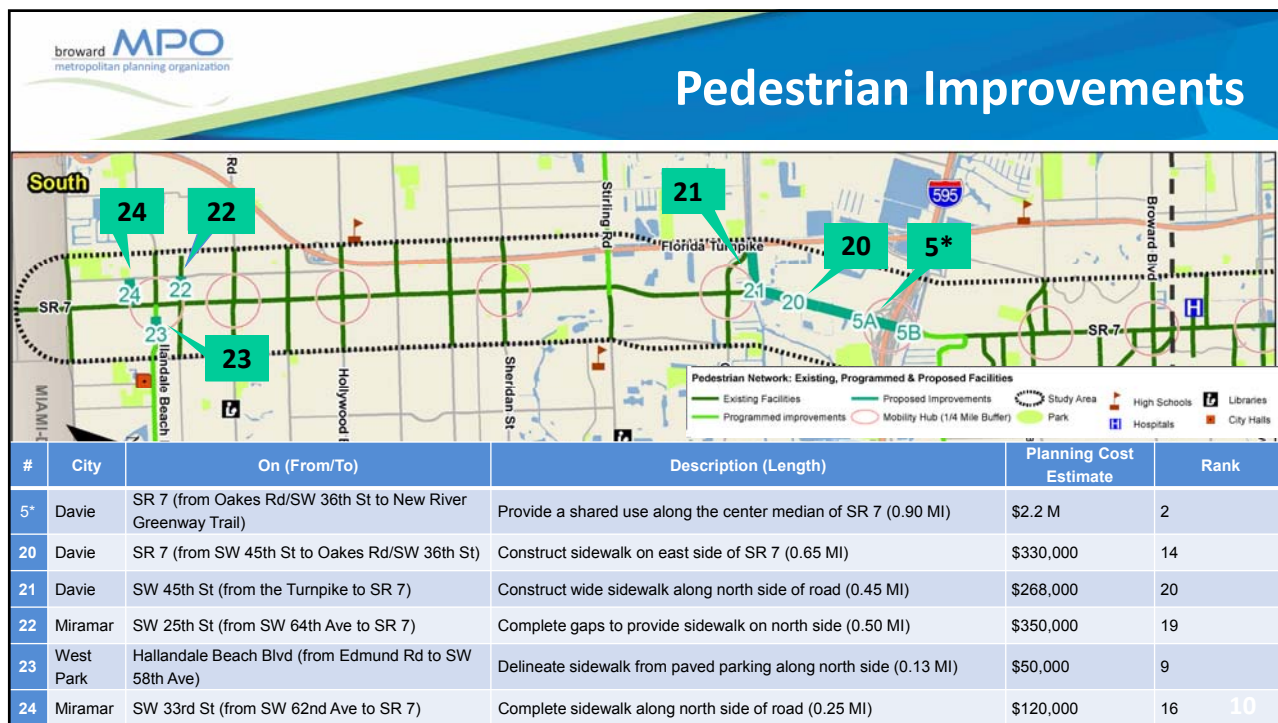 broward MPO
metropolitan planning organization
Pedestrian Improvements
South
Rd
24
22
21
20
5*
23
Stirling Rd
Florida Turnpike
595
Broward Blvd
SR 7
24
22
23
21
20
5A
5B
SR 7
llandale Beach
Hollywood
Sheridan St
MIAMI-
Pedestrian Network: Existing, Programmed & Proposed Facilities
Existing Facilities
Proposed Improvements
Study Area
High Schools
Libraries
Programmed improvements
Mobility Hub (1/4 Mile Buffer)
Park
H
Hospitals
City Halls
H
# City On (From/To) Description (Length) Planning Cost Estimate Rank
5* Davie SR 7 (from Oakes Rd/SW 36th St to New River Greenway Trail) Provide a shared use along the center median of SR 7 (0.90 MI) $2.2 M 2
20 Davie SR 7 (from SW 45th St to Oakes Rd/SW 36th St) Construct sidewalk on east side of SR 7 (0.65 MI) $330,000 14
21 Davie SW 45th St (from the Turnpike to SR 7) Construct wide sidewalk along north side of road (0.45 MI) $268,000 20
22 Miramar SW 25th St (from SW 64th Ave to SR 7) Complete gaps to provide sidewalk on north side (0.50 MI) $350,000 19
23 West Park Hallandale Beach Blvd (from Edmund Rd to SW 58th Ave) Delineate sidewalk from paved parking along north side (0.13 MI) $50,000 9
24 Miramar SW 33rd St (from SW 62nd Ave to SR 7) Complete sidewalk along north side of road (0.25 MI) $120,000 16
10